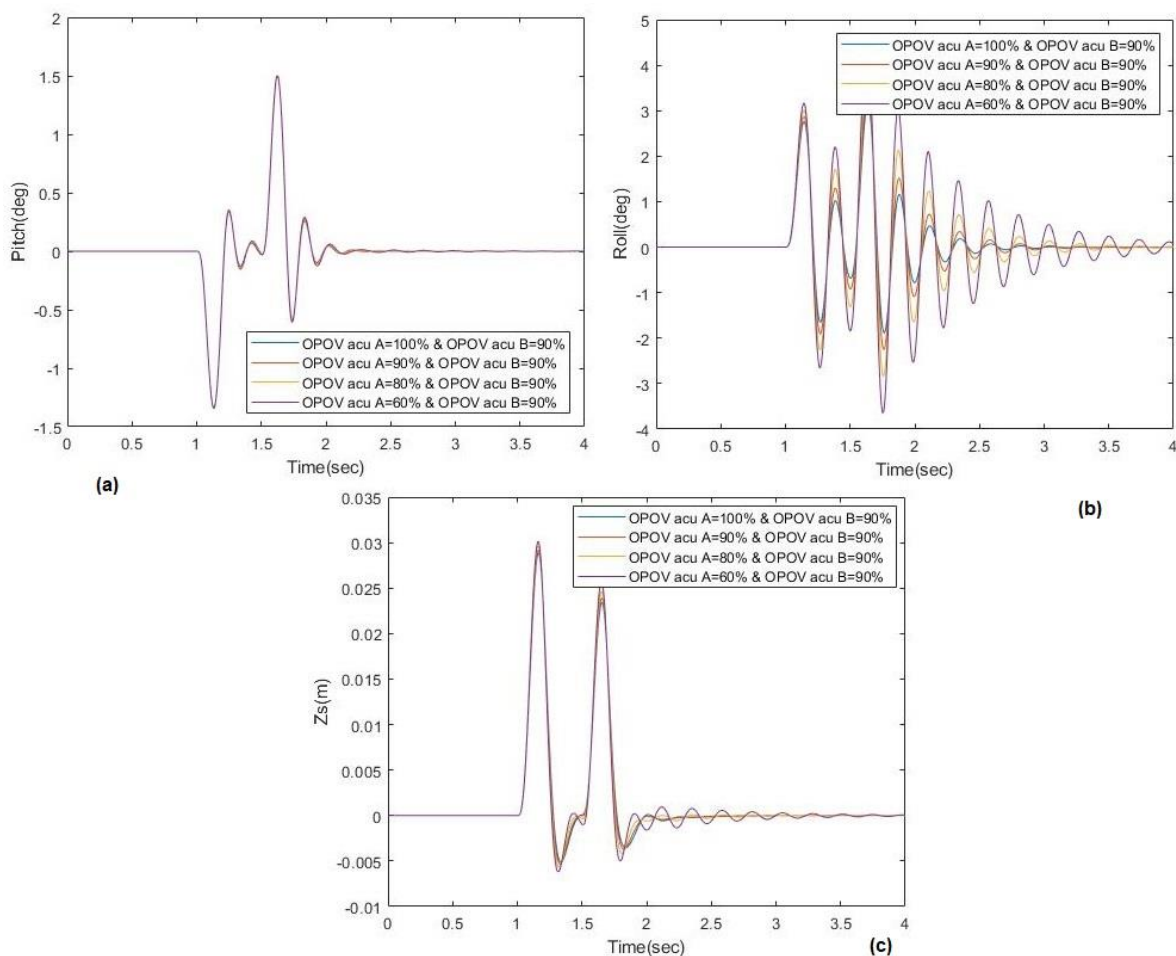 2
1.5
1
0.5
0
-0.5
-1
-1.5
Pitch(deg)
OPOV acu A=100% & OPOV acu B=90%
OPOV acu A=90% & OPOV acu B=90%
OPOV acu A=80% & OPOV acu B=90%
OPOV acu A=60% & OPOV acu B=90%
0 0.5 1 1.5 2 2.5 3 3.5 4
Time(sec)
(a)
5
4
3
2
1
0
-1
-2
-3
-4
Roll(deg)
OPOV acu A=100% & OPOV acu B=90%
OPOV acu A=90% & OPOV acu B=90%
OPOV acu A=80% & OPOV acu B=90%
OPOV acu A=60% & OPOV acu B=90%
0 0.5 1 1.5 2 2.5 3 3.5 4
Time(sec)
(b)
0.035
0.03
0.025
0.02
0.015
0.01
0.005
0
-0.005
-0.01
Zs(m)
OPOV acu A=100% & OPOV acu B=90%
OPOV acu A=90% & OPOV acu B=90%
OPOV acu A=80% & OPOV acu B=90%
OPOV acu A=60% & OPOV acu B=90%
0 0.5 1 1.5 2 2.5 3 3.5 4
Time(sec)
(c)